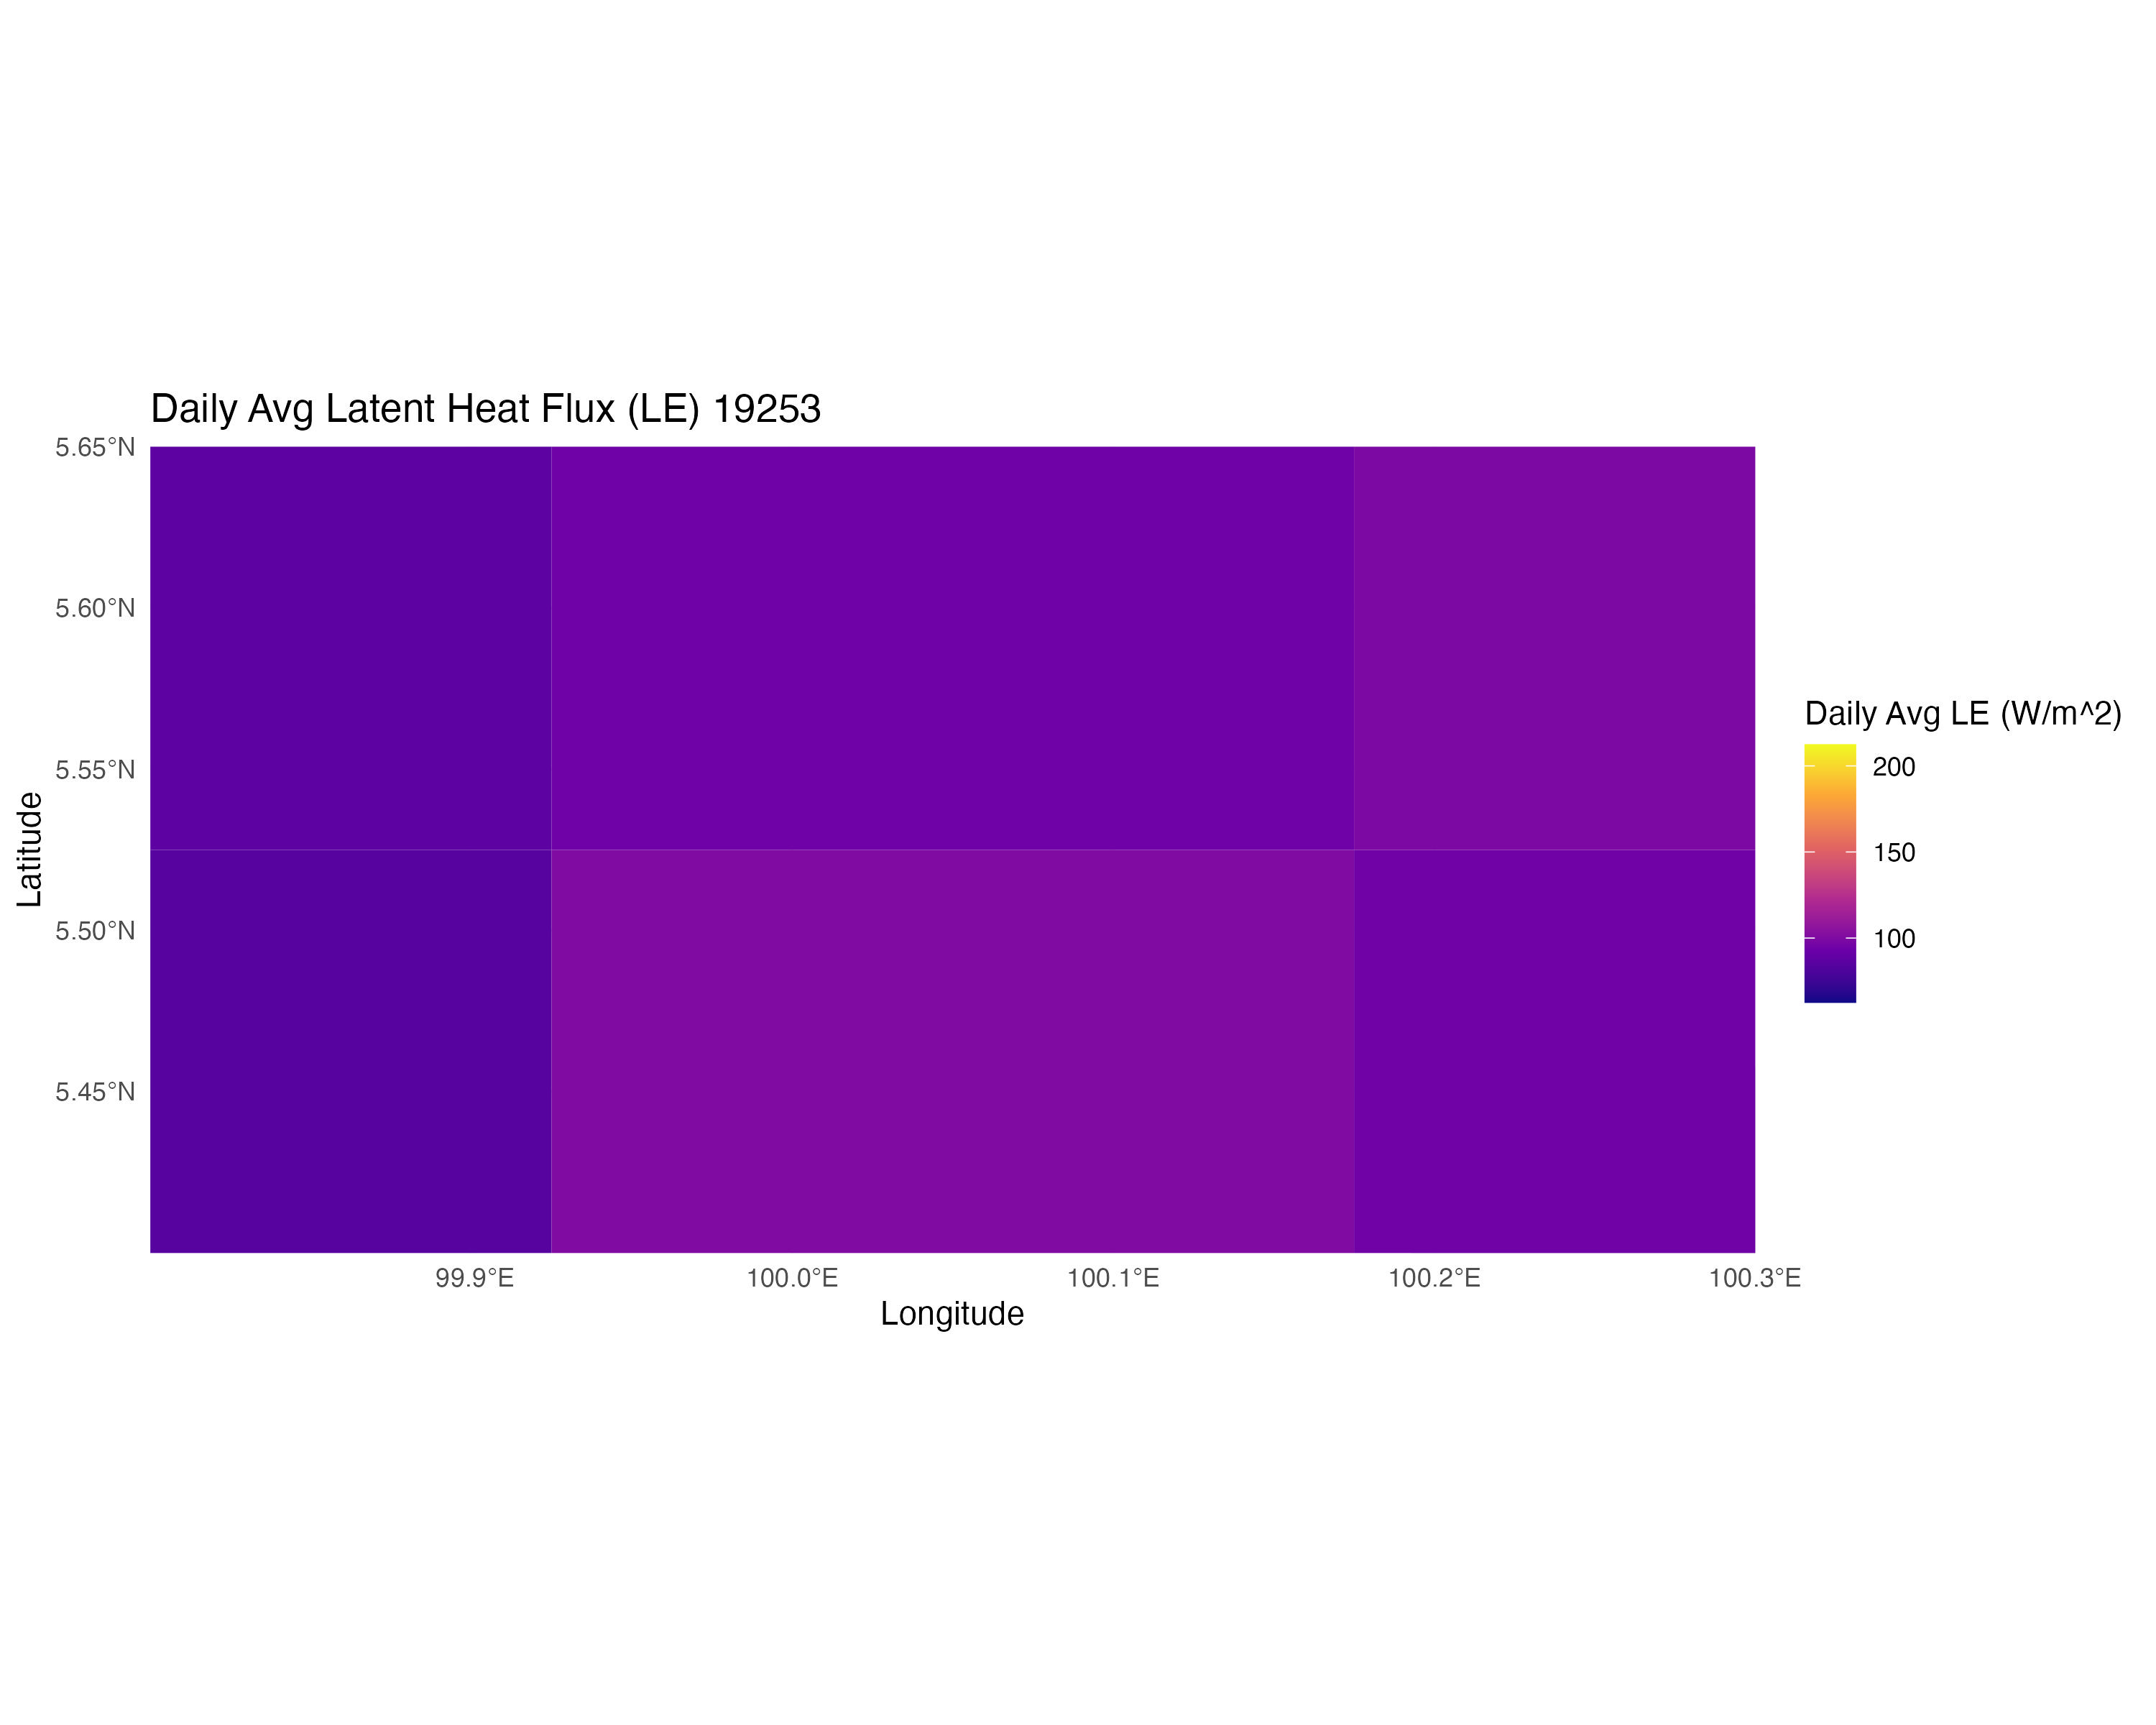 Daily Avg Latent Heat Flux (LE) 19253
5.65°N
5.60°N
5.55°N
5.50°N
5.45°N
Latitude
99.9°E
100.0°E
100.1°E
100.2°E
100.3°E
Longitude
Daily Avg LE (W/m^2)
200
150
100